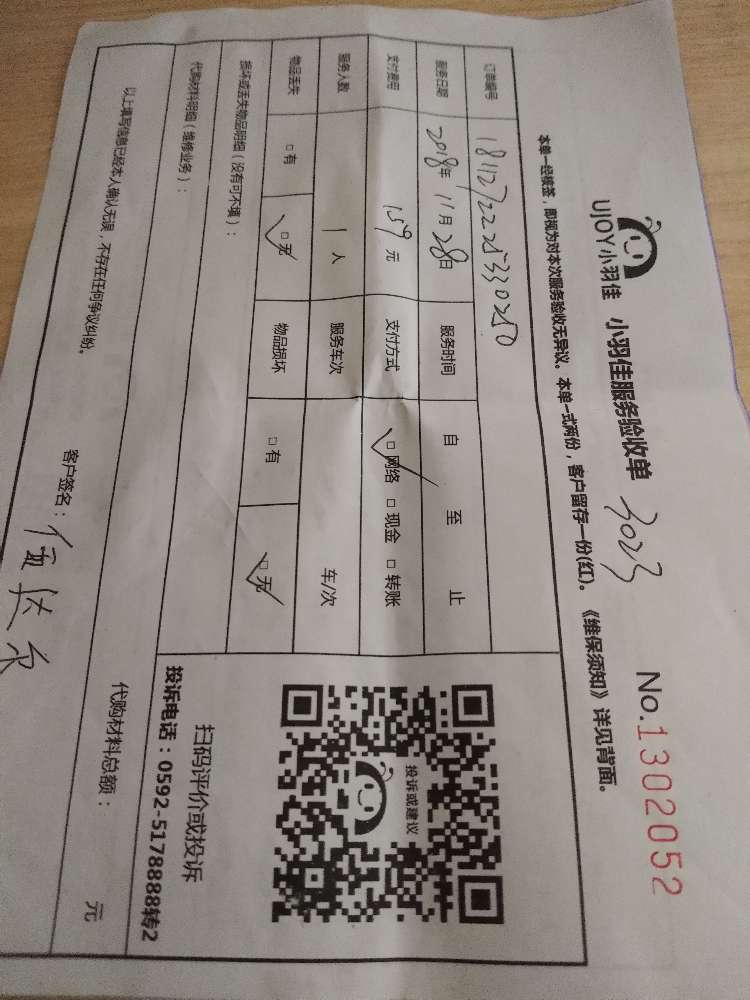 UJOY小羽佳 小羽佳服务验收单 3023 No.1302052
本单一经核签，即视为对本次服务验收无异议。本单一式两份，客户留存一份(红)。《维保须知》详见背面。
订单编号 1811272225330250
服务日期 2018年 11月 28日 服务时间 自 至 止
支付费用 159元 支付方式 □网络 □现金 □转账
服务人数 1人 服务车次 车/次
物品丢失 □有 □无 物品损坏 □有 □无
损坏或丢失物品明细（没有可不填）：
代购材料明细（维修业务）：
代购材料总额： 元
以上填写信息已经本人确认无误，不存在任何争议纠纷。
客户签名：
投诉或建议
扫码评价或投诉
投诉电话：0592-5178888转2